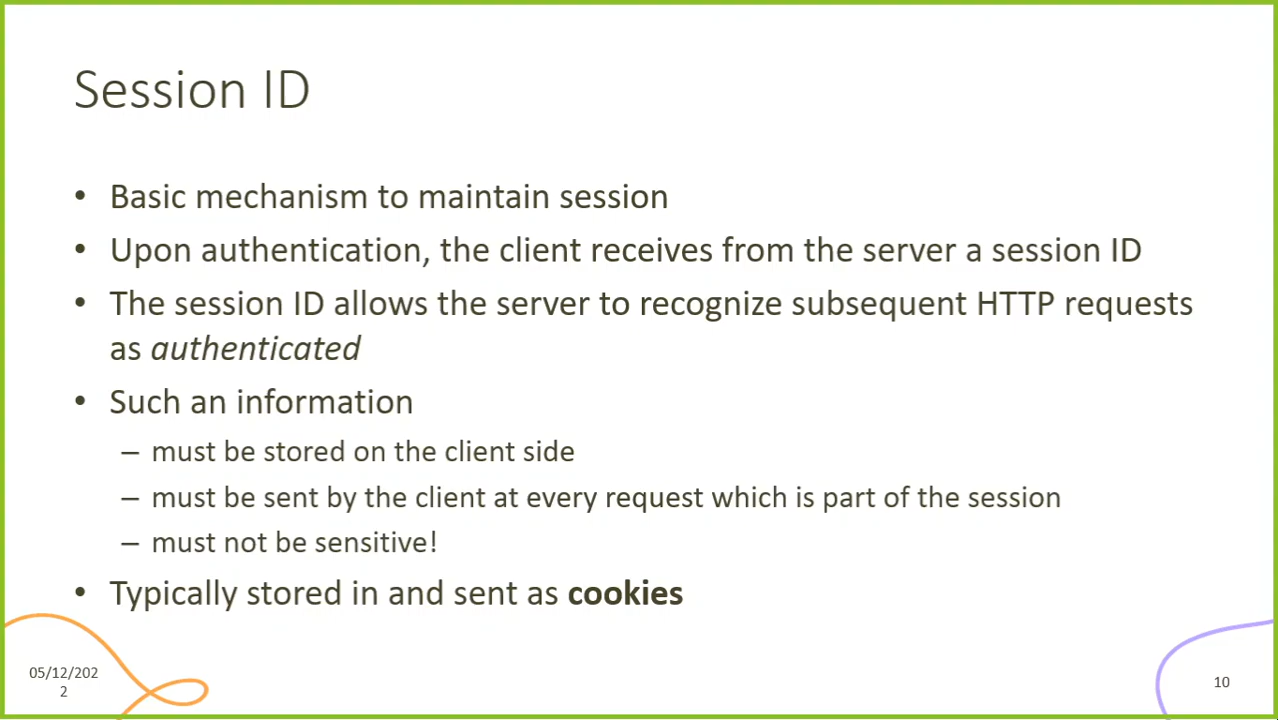 Session ID
• Basic mechanism to maintain session
• Upon authentication, the client receives from the server a session ID
• The session ID allows the server to recognize subsequent HTTP requests
as authenticated
• Such an information
– must be stored on the client side
– must be sent by the client at every request which is part of the session
– must not be sensitive!
• Typically stored in and sent as cookies
05/12/202
2
10